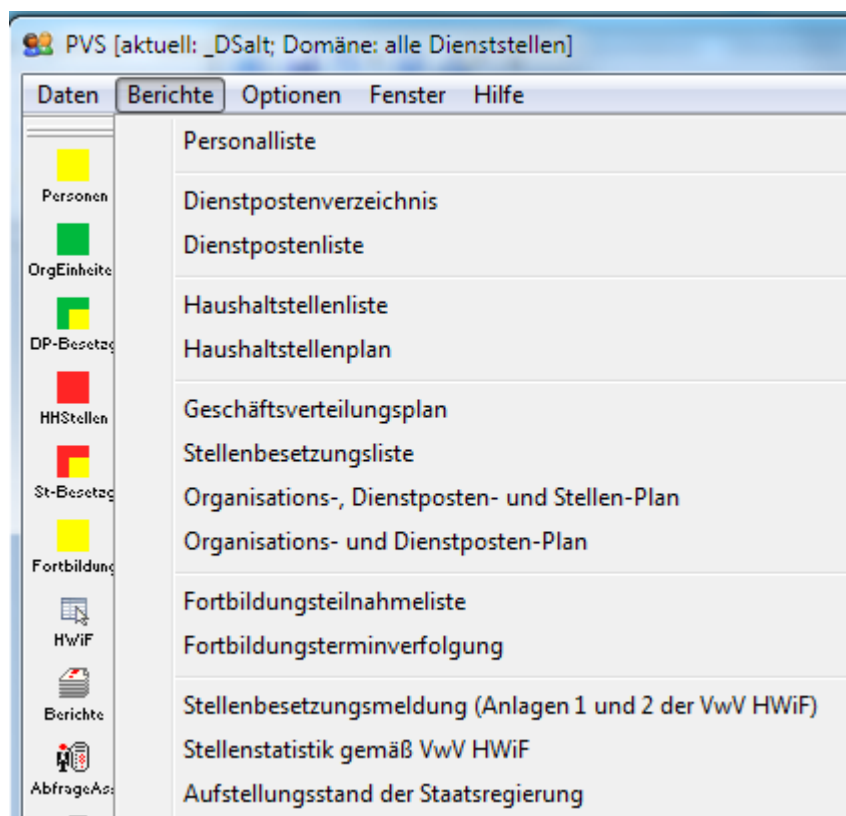 PVS [aktuell: _DSalt; Domäne: alle Dienststellen]
Daten Berichte Optionen Fenster Hilfe
Personen
OrgEinheite
DP-Besetzg
HHStellen
St-Besetzg
Fortbildung
HWiF
Berichte
AbfrageAs
Personalliste
Dienstpostenverzeichnis
Dienstpostenliste
Haushaltstellenliste
Haushaltstellenplan
Geschäftsverteilungsplan
Stellenbesetzungsliste
Organisations-, Dienstposten- und Stellen-Plan
Organisations- und Dienstposten-Plan
Fortbildungsteilnahmeliste
Fortbildungsterminverfolgung
Stellenbesetzungsmeldung (Anlagen 1 und 2 der VwV HWiF)
Stellenstatistik gemäß VwV HWiF
Aufstellungsstand der Staatsregierung